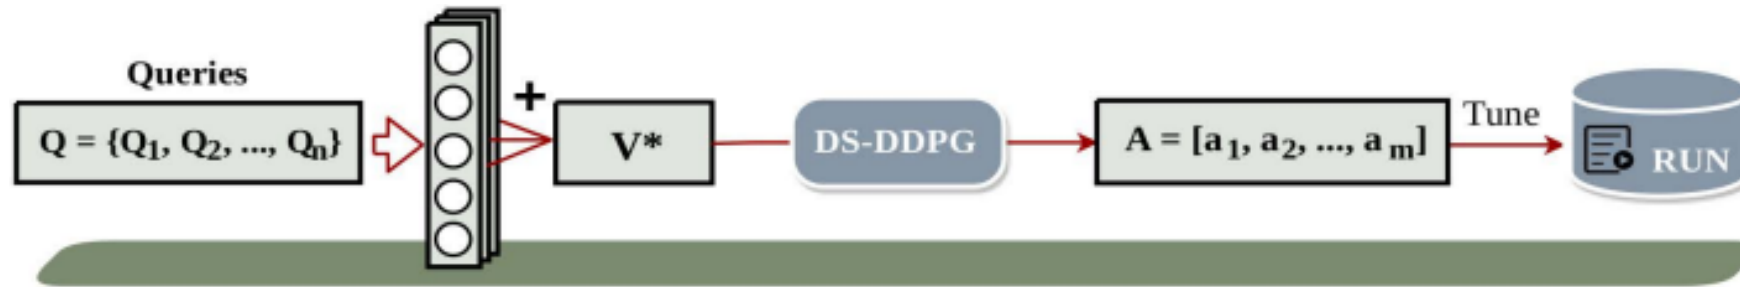 Queries
Q = {Q1, Q2, ..., Qn}
+
V*
DS-DDPG
A = [a1, a2, ..., am]
Tune
RUN